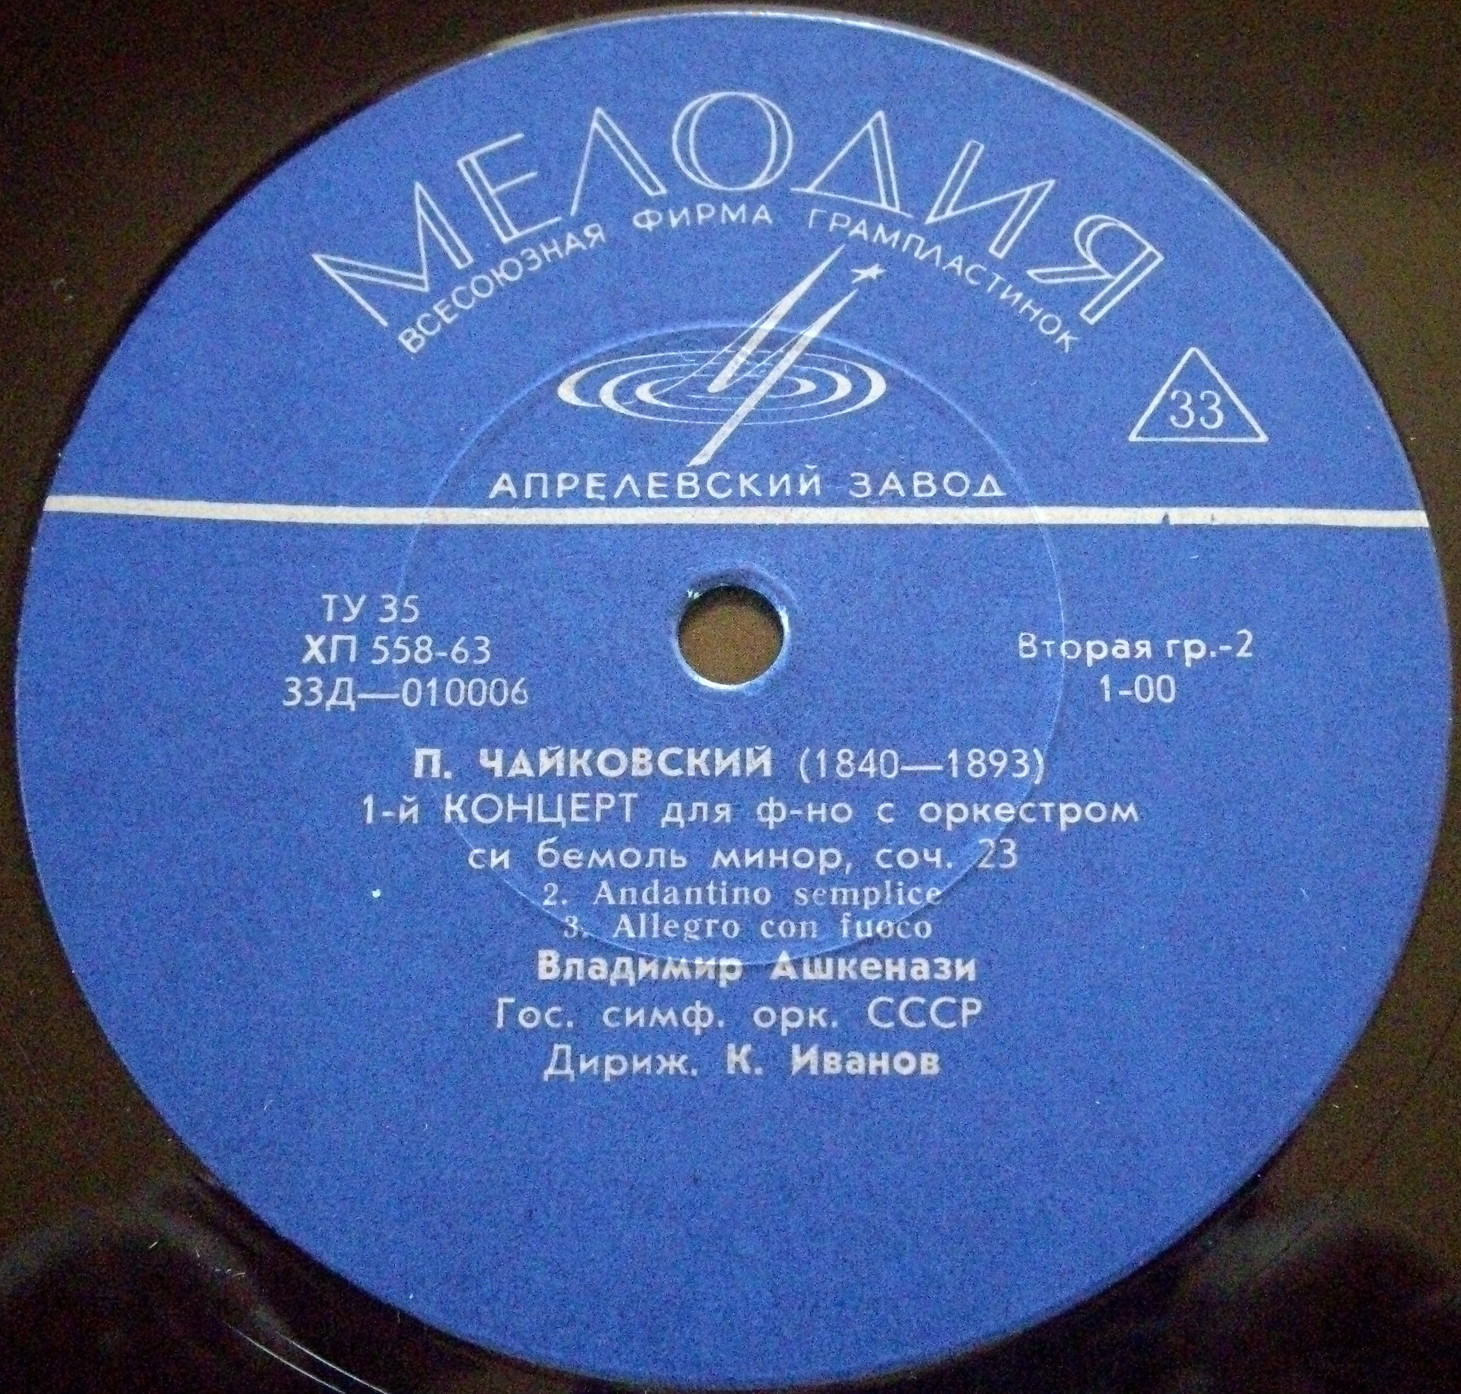 МЕЛОДИЯ
ВСЕСОЮЗНАЯ ФИРМА ГРАМПЛАСТИНОК
33
АПРЕЛЕВСКИЙ ЗАВОД
ТУ 35
ХП 558-63
33Д—010006
Вторая гр.-2
1-00
П. ЧАЙКОВСКИЙ (1840—1893)
1-й КОНЦЕРТ для ф-но с оркестром
си бемоль минор, соч. 23
2. Andantino semplice
3. Allegro con fuoco
Владимир Ашкенази
Гос. симф. орк. СССР
Дириж. К. Иванов